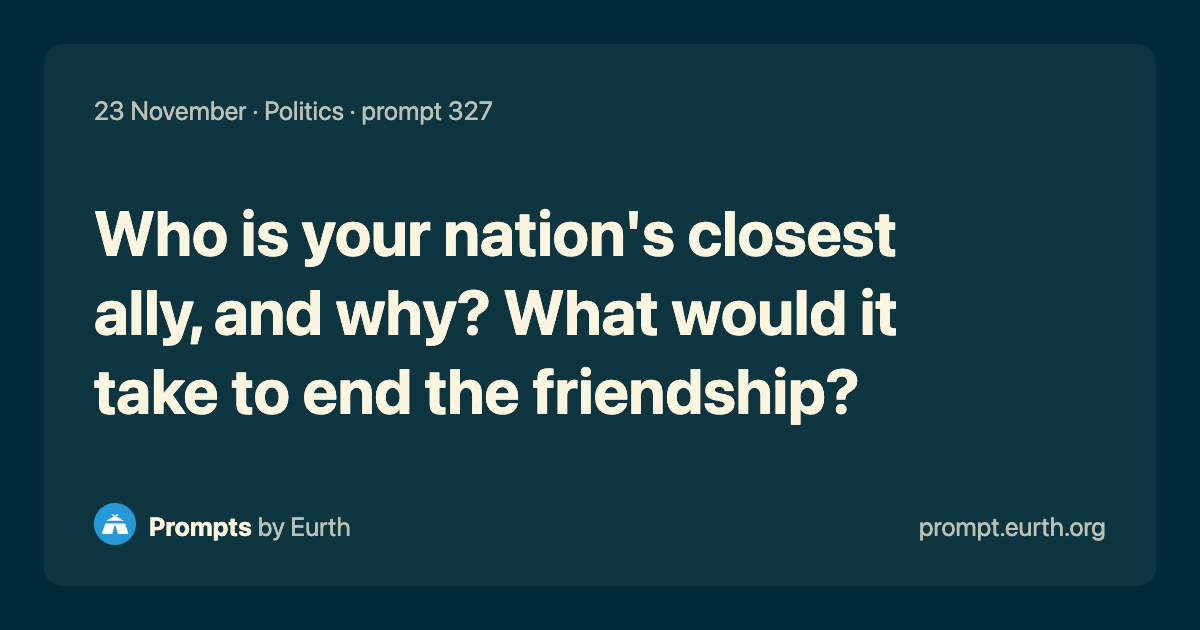 23 November · Politics · prompt 327
Who is your nation's closest
ally, and why? What would it
take to end the friendship?
Prompts by Eurth
prompt.eurth.org